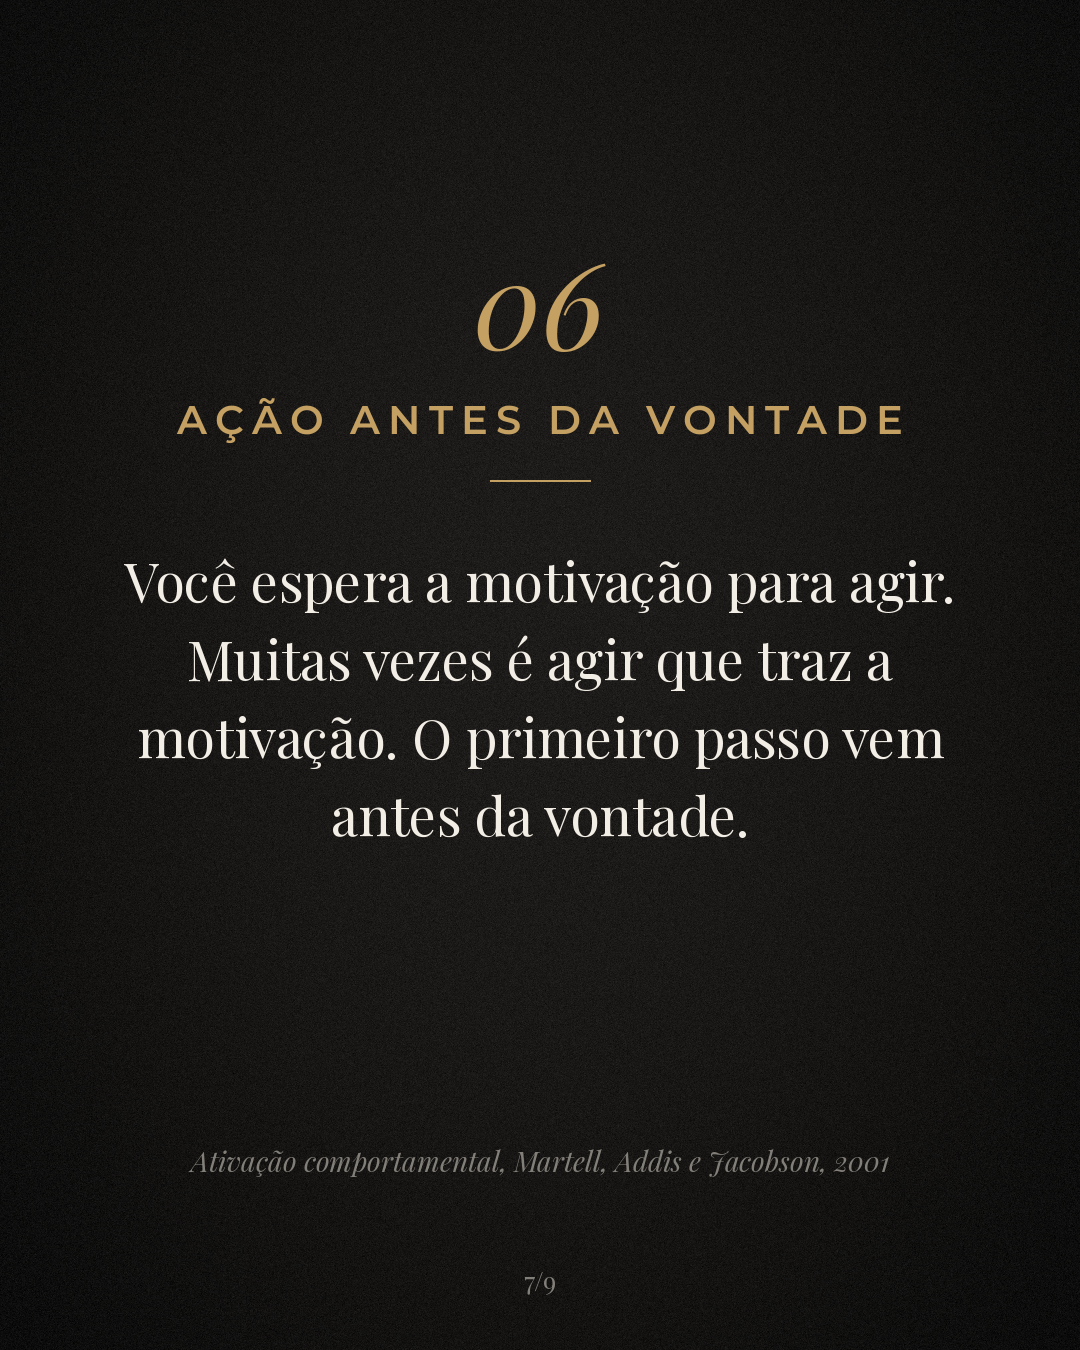 06
AÇÃO ANTES DA VONTADE
Você espera a motivação para agir.
Muitas vezes é agir que traz a
motivação. O primeiro passo vem
antes da vontade.
Ativação comportamental, Martell, Addis e Jacobson, 2001
7/9